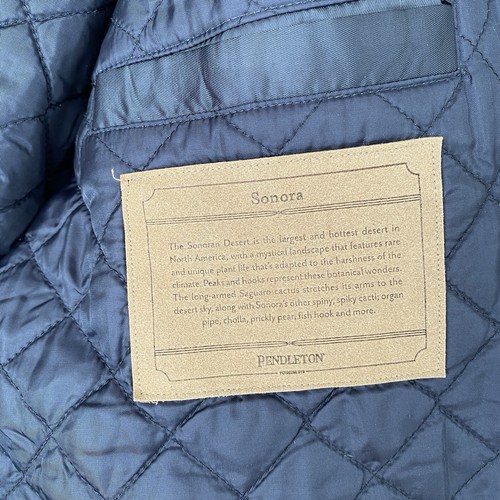 Sonora
The Sonoran Desert is the largest and hottest desert in
North America, with a mystical landscape that features rare
and unique plant life that's adapted to the harshness of the
climate. Peaks and hooks represent these botanical wonders.
The long-armed Saguaro cactus stretches its arms to the
desert sky, along with Sonora's other spiny, spiky cacti; organ
pipe, cholla, prickly pear, fish hook and more.
PENDLETON